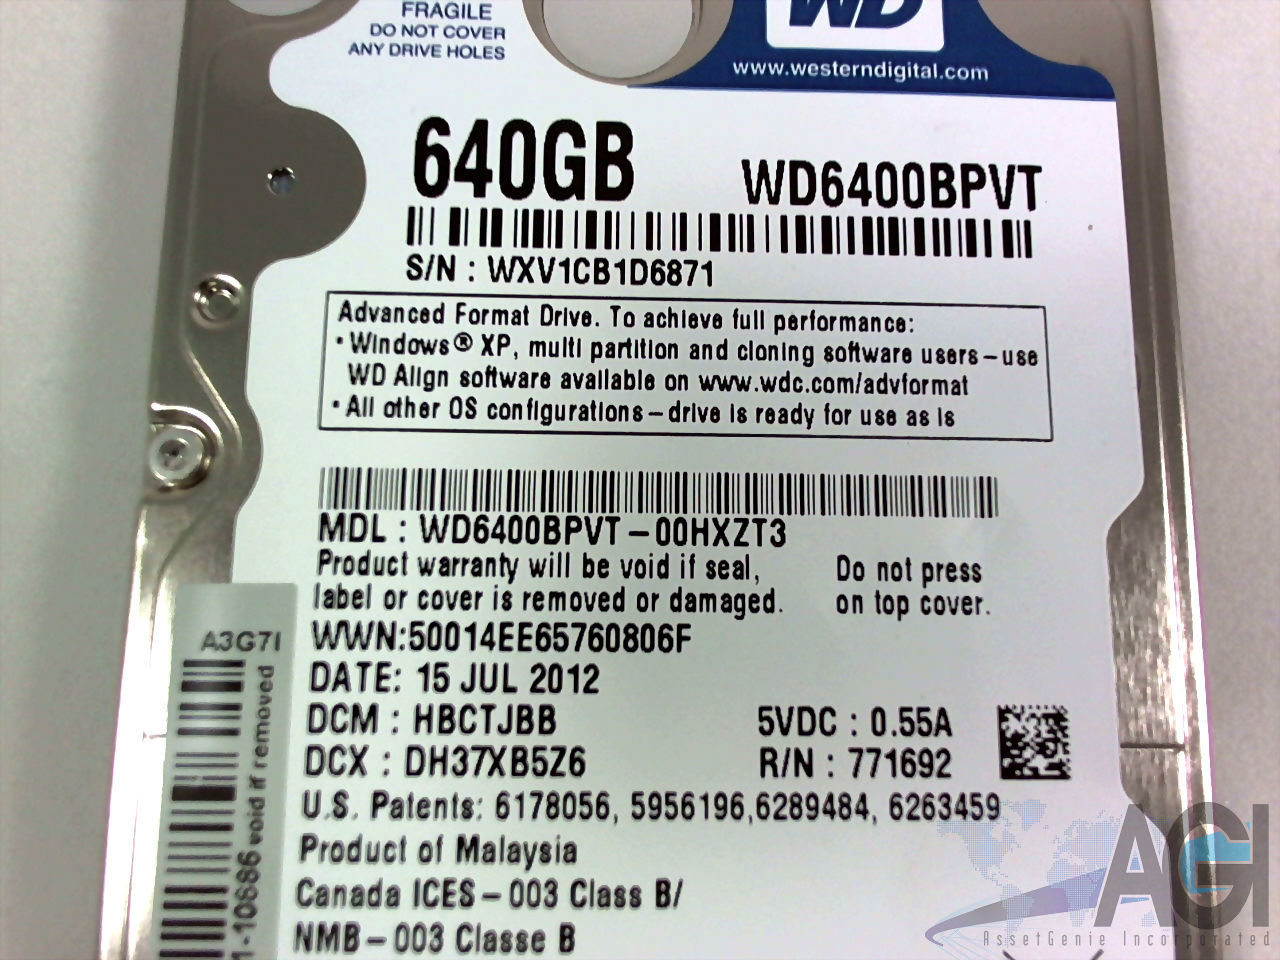 FRAGILE
DO NOT COVER
ANY DRIVE HOLES
WD
www.westerndigital.com
640GB
WD6400BPVT
S/N : WXV1CB1D6871
Advanced Format Drive. To achieve full performance:
• Windows® XP, multi partition and cloning software users – use
WD Align software available on www.wdc.com/advformat
• All other OS configurations – drive is ready for use as is
MDL : WD6400BPVT – 00HXZT3
Product warranty will be void if seal,
label or cover is removed or damaged.
Do not press
on top cover.
WWN:50014EE65760806F
DATE: 15 JUL 2012
DCM : HBCTJBB
DCX : DH37XB5Z6
5VDC : 0.55A
R/N : 771692
U.S. Patents: 6178056, 5956196,6289484, 6263459
Product of Malaysia
Canada ICES – 003 Class B/
NMB – 003 Classe B
A3G7I
1-10686 void if removed
AGI
AssetGenie Incorporated